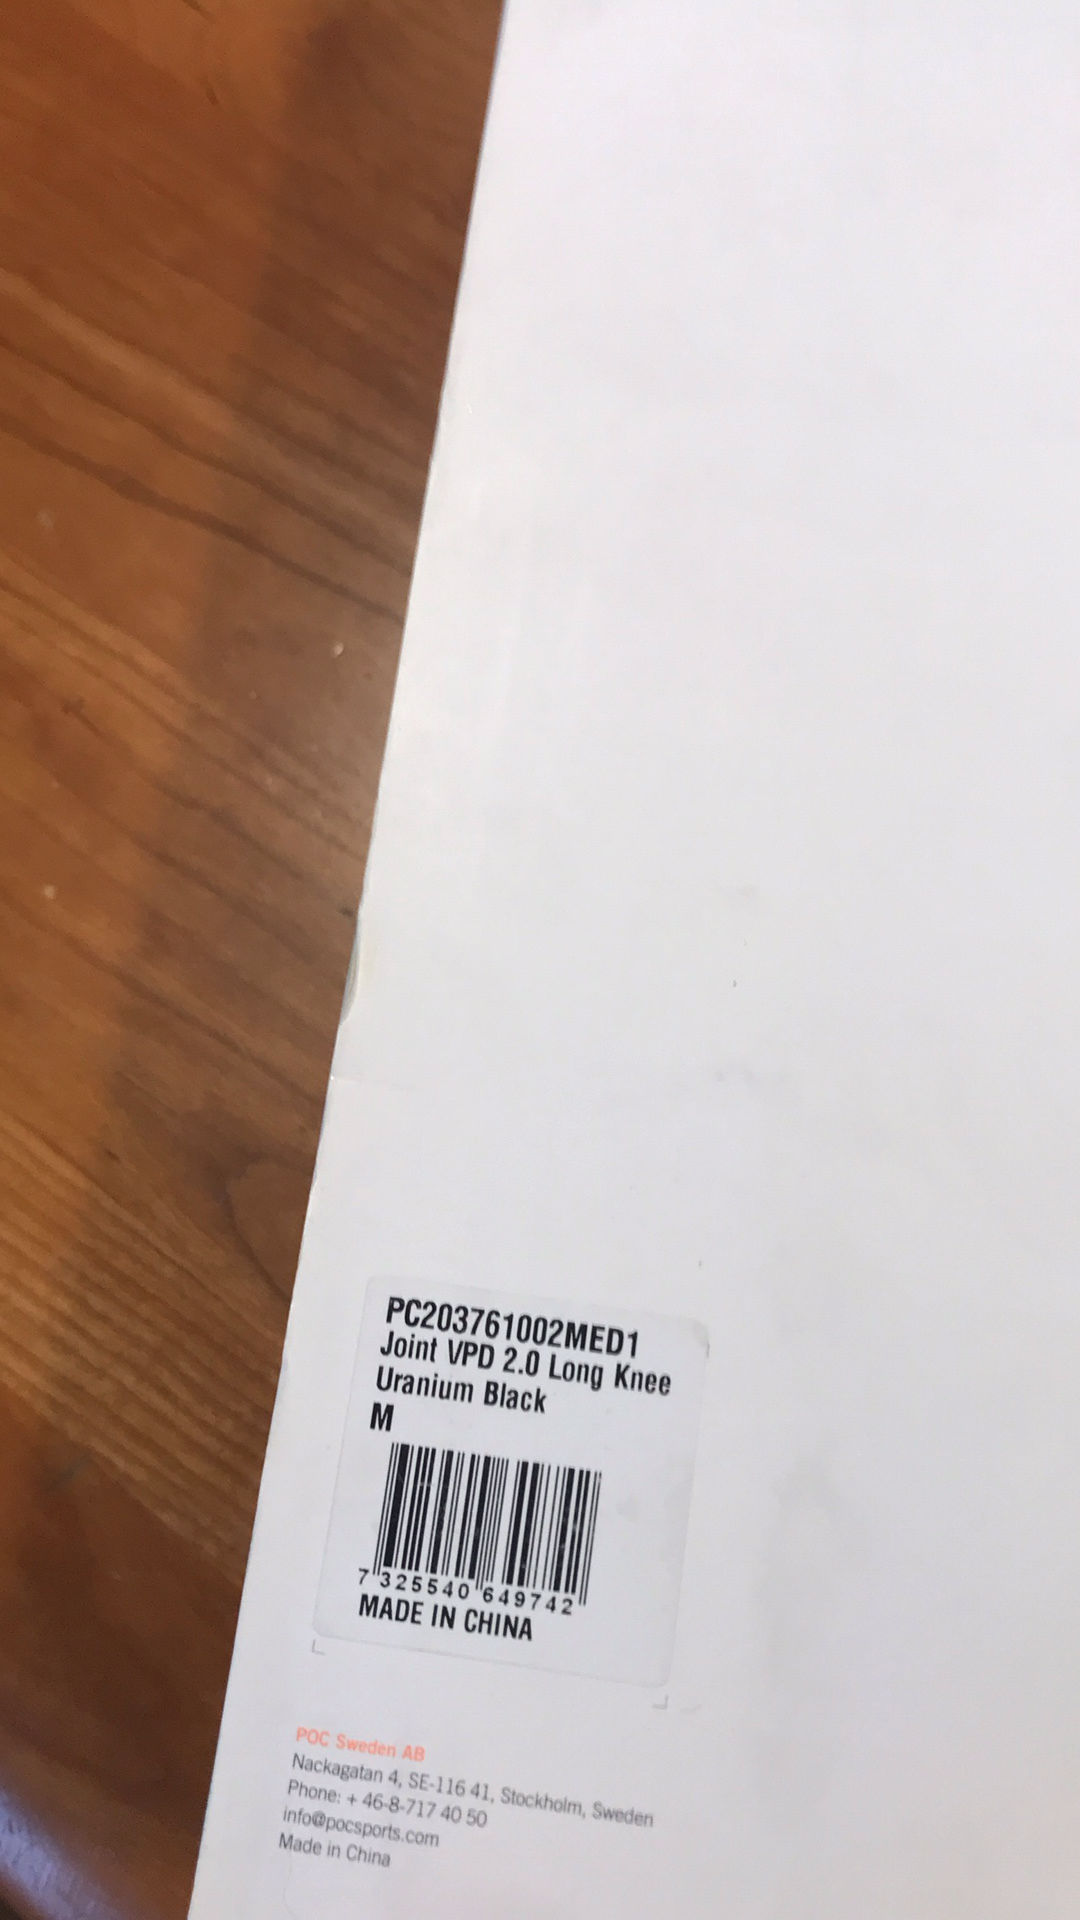 PC203761002MED1
Joint VPD 2.0 Long Knee
Uranium Black
M
7 325540 649742
MADE IN CHINA
POC Sweden AB
Nackagatan 4, SE-116 41, Stockholm, Sweden
Phone: + 46-8-717 40 50
info@pocsports.com
Made in China